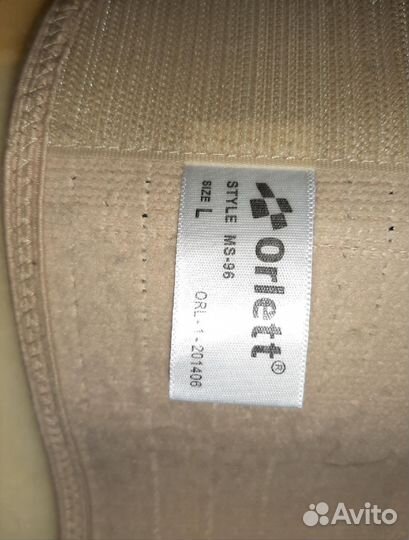 Orlett®
STYLE MS-96
SIZE L
ORL-1-201406
Avito